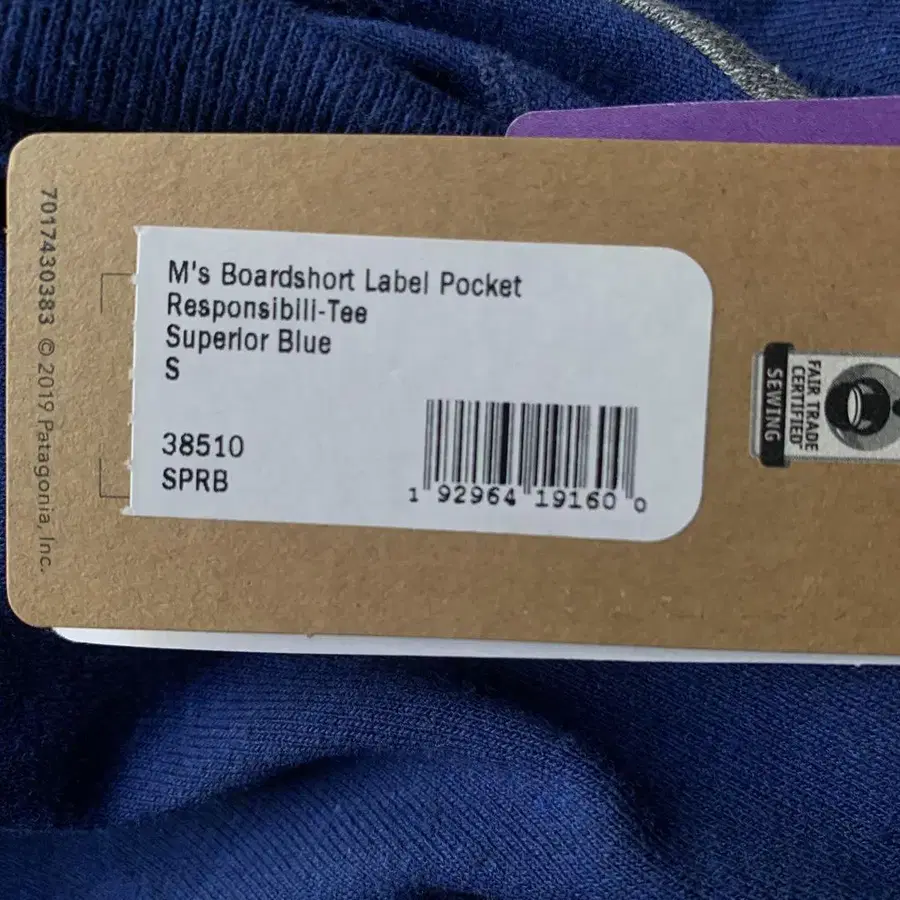 M's Boardshort Label Pocket
Responsibili-Tee
Superior Blue
S
38510
SPRB
1 92964 19160 0
7017430383 © 2019 Patagonia, Inc.
FAIR TRADE
CERTIFIED™
SEWING